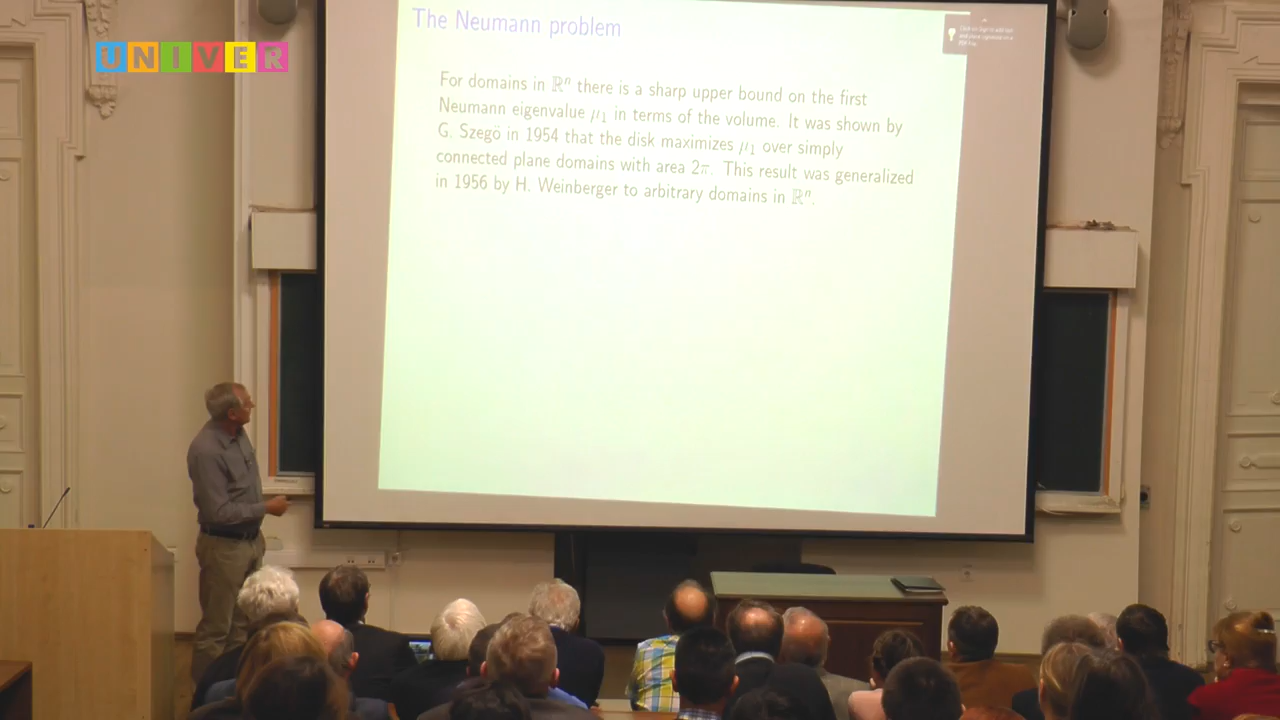 UNIVER
The Neumann problem
For domains in ℝⁿ there is a sharp upper bound on the first
Neumann eigenvalue μ₁ in terms of the volume. It was shown by
G. Szegö in 1954 that the disk maximizes μ₁ over simply
connected plane domains with area 2π. This result was generalized
in 1956 by H. Weinberger to arbitrary domains in ℝⁿ.